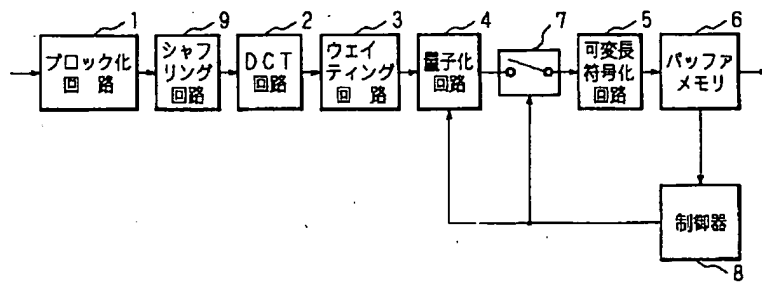 1
9
2
3
4
7
5
6
ブロック化
回 路
シャフ
リング
回路
DCT
回路
ウェイ
ティング
回 路
量子化
回路
可変長
符号化
回路
バッファ
メモリ
制御器
8